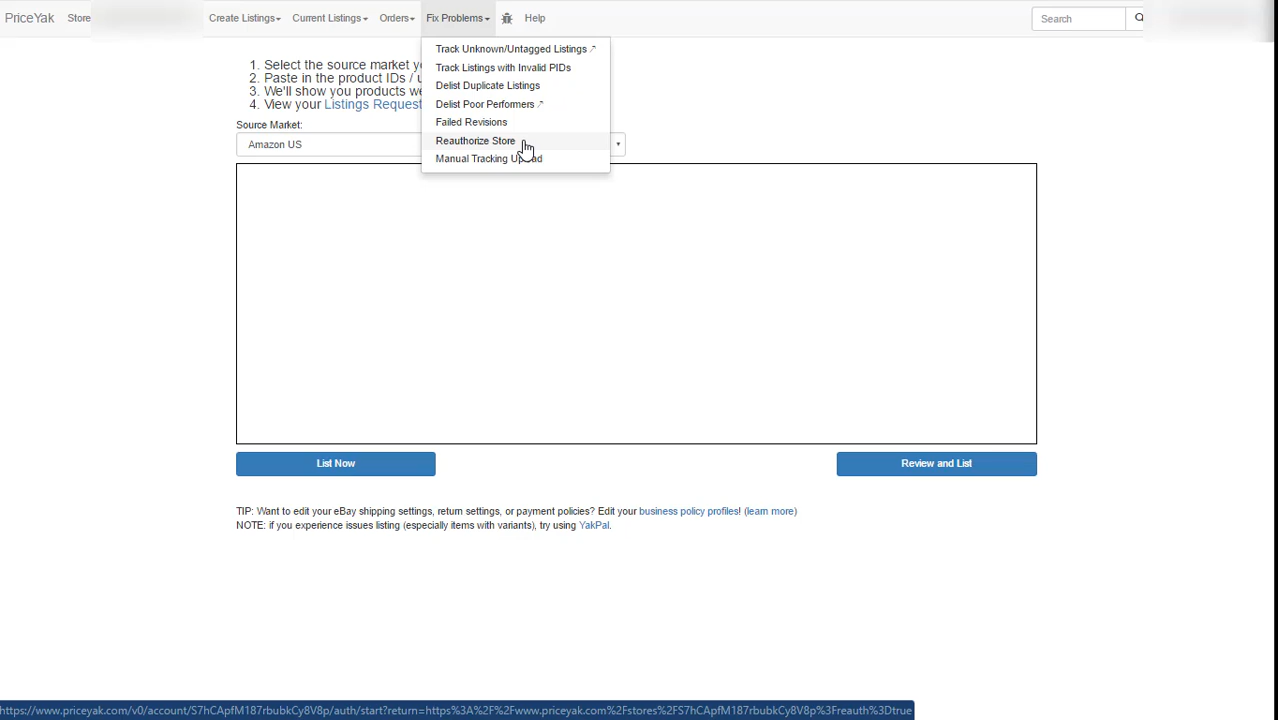 PriceYak Store Create Listings Current Listings Orders Fix Problems Help Search
Track Unknown/Untagged Listings ↗
Track Listings with Invalid PIDs
Delist Duplicate Listings
Delist Poor Performers ↗
Failed Revisions
Reauthorize Store
Manual Tracking
1. Select the source market
2. Paste in the product IDs /
3. We'll show you products
4. View your Listings Request
Source Market:
Amazon US
List Now Review and List
TIP: Want to edit your eBay shipping settings, return settings, or payment policies? Edit your business policy profiles! (learn more)
NOTE: if you experience issues listing (especially items with variants), try using YakPal.
https://www.priceyak.com/v0/account/S7hCApfM187rbubkCy8V8p/auth/start?return=https%3A%2F%2Fwww.priceyak.com%2Fstores%2FS7hCApfM187rbubkCy8V8p%3Freauth%3Dtrue